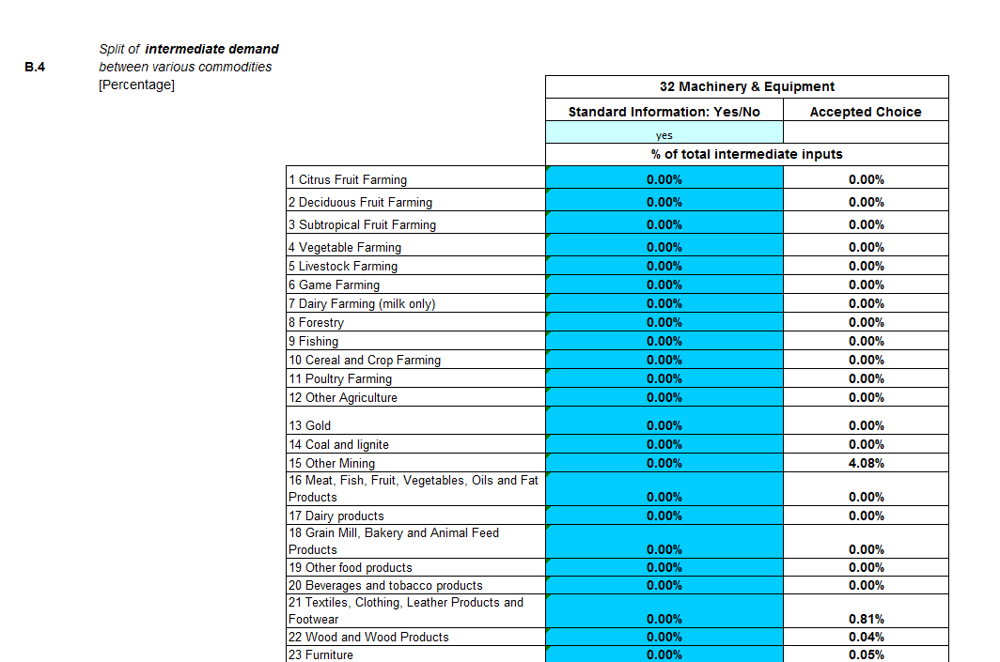 Split of intermediate demand
B.4 between various commodities
[Percentage]
32 Machinery & Equipment
Standard Information: Yes/No Accepted Choice
yes
% of total intermediate inputs
1 Citrus Fruit Farming 0.00% 0.00%
2 Deciduous Fruit Farming 0.00% 0.00%
3 Subtropical Fruit Farming 0.00% 0.00%
4 Vegetable Farming 0.00% 0.00%
5 Livestock Farming 0.00% 0.00%
6 Game Farming 0.00% 0.00%
7 Dairy Farming (milk only) 0.00% 0.00%
8 Forestry 0.00% 0.00%
9 Fishing 0.00% 0.00%
10 Cereal and Crop Farming 0.00% 0.00%
11 Poultry Farming 0.00% 0.00%
12 Other Agriculture 0.00% 0.00%
13 Gold 0.00% 0.00%
14 Coal and lignite 0.00% 0.00%
15 Other Mining 0.00% 4.08%
16 Meat, Fish, Fruit, Vegetables, Oils and Fat
Products 0.00% 0.00%
17 Dairy products 0.00% 0.00%
18 Grain Mill, Bakery and Animal Feed
Products 0.00% 0.00%
19 Other food products 0.00% 0.00%
20 Beverages and tobacco products 0.00% 0.00%
21 Textiles, Clothing, Leather Products and
Footwear 0.00% 0.81%
22 Wood and Wood Products 0.00% 0.04%
23 Furniture 0.00% 0.05%